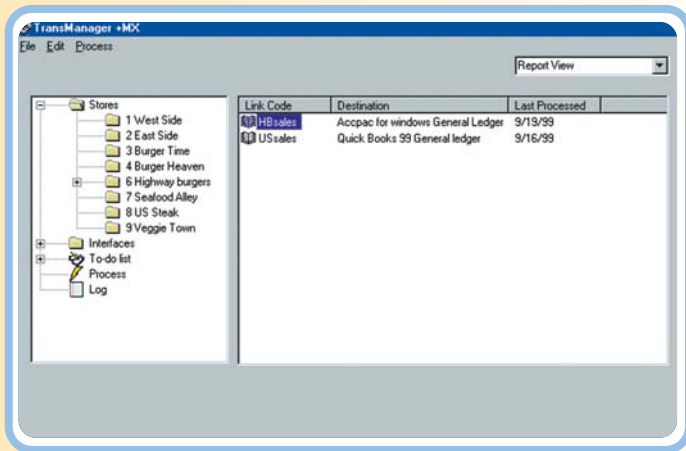 TransManager +MX
File Edit Process
Report View
Stores
1 West Side
2 East Side
3 Burger Time
4 Burger Heaven
6 Highway burgers
7 Seafood Alley
8 US Steak
9 Veggie Town
Interfaces
To-do list
Process
Log
Link Code Destination Last Processed
HBsales Accpac for windows General Ledger 9/19/99
USsales Quick Books 99 General ledger 9/16/99